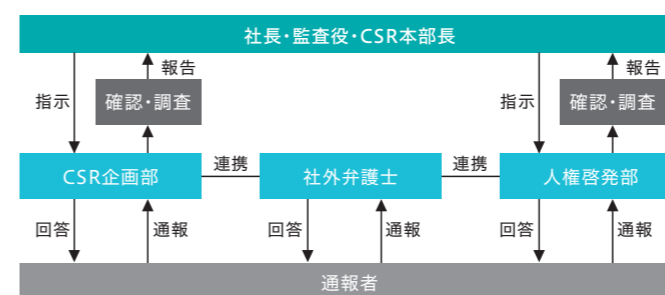 社長・監査役・CSR本部長
報告
報告
指示
確認・調査
指示
確認・調査
CSR企画部
連携
社外弁護士
連携
人権啓発部
回答
通報
回答
通報
回答
通報
通報者